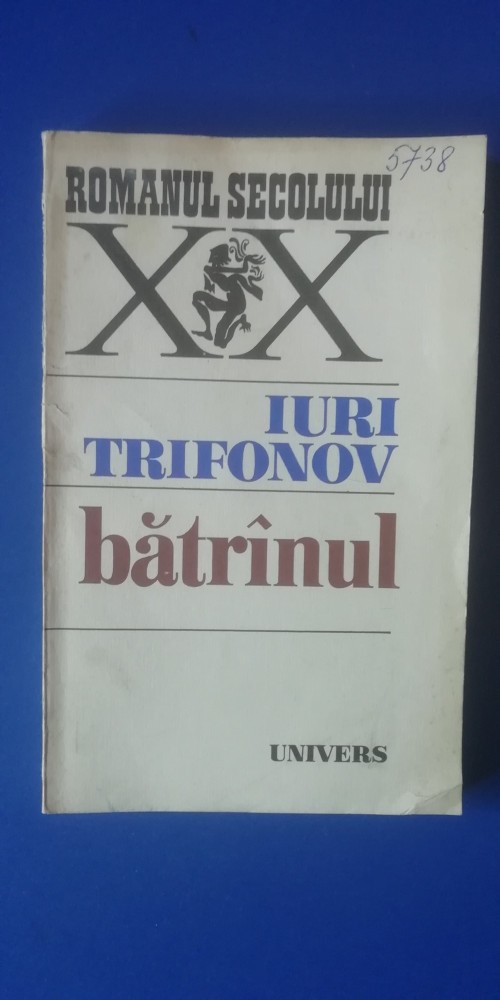 5738
ROMANUL SECOLULUI
XX
IURI
TRIFONOV
bătrînul
UNIVERS